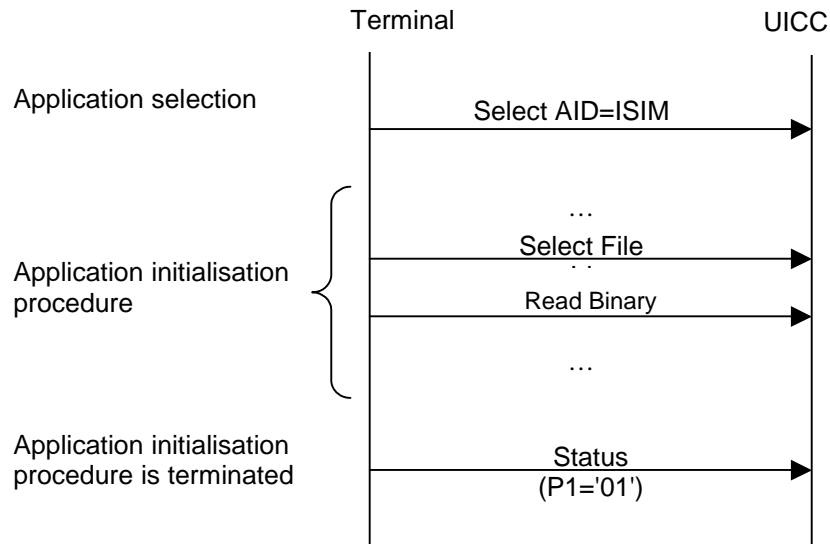 Terminal
UICC
Application selection
Select AID=ISIM
…
Select File
. .
Application initialisation
procedure
Read Binary
…
Application initialisation
procedure is terminated
Status
(P1='01')